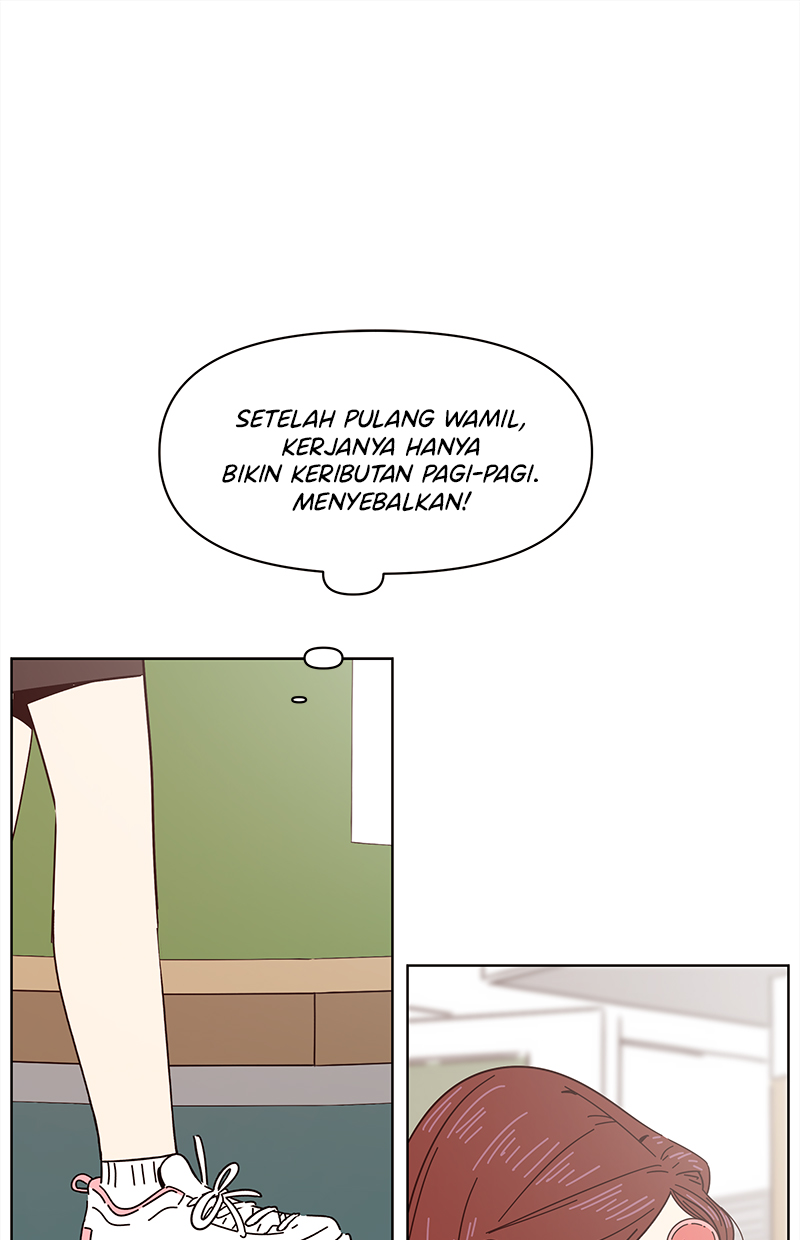 SETELAH PULANG WAMIL,
KERJANYA HANYA
BIKIN KERIBUTAN PAGI-PAGI.
MENYEBALKAN!